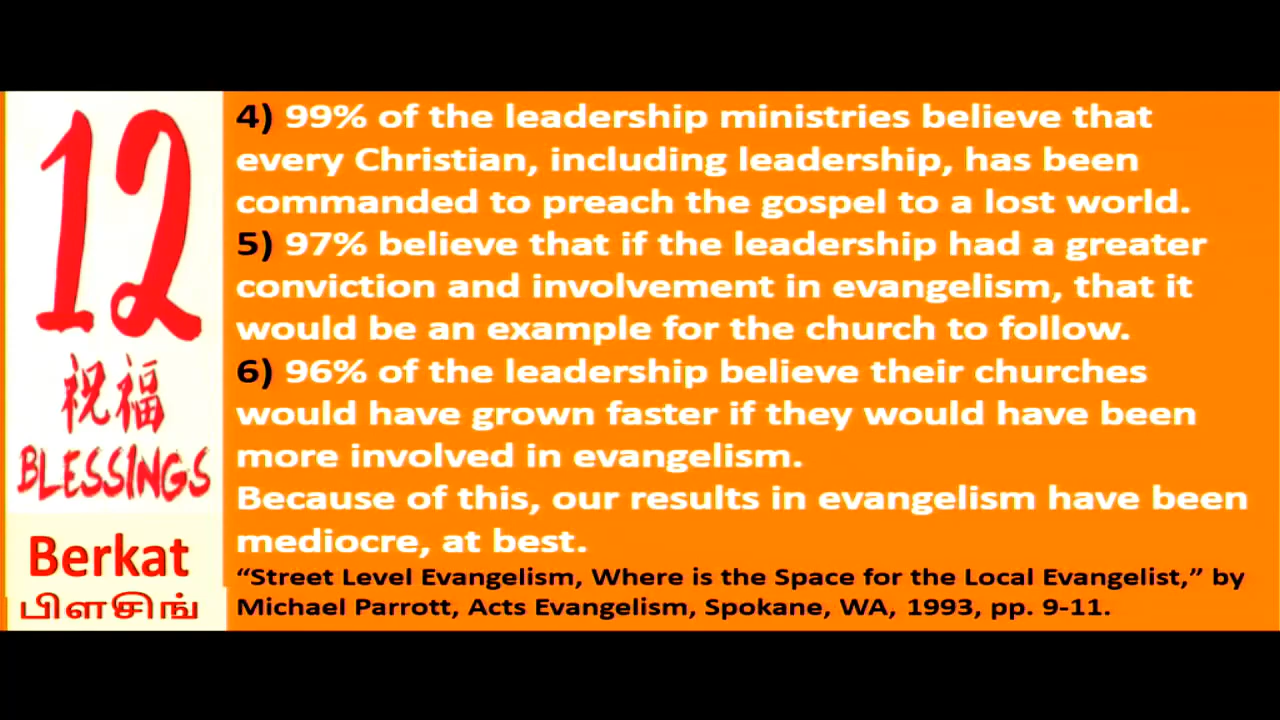 12
祝福
BLESSINGS
Berkat
பிளசிங்
4) 99% of the leadership ministries believe that
every Christian, including leadership, has been
commanded to preach the gospel to a lost world.
5) 97% believe that if the leadership had a greater
conviction and involvement in evangelism, that it
would be an example for the church to follow.
6) 96% of the leadership believe their churches
would have grown faster if they would have been
more involved in evangelism.
Because of this, our results in evangelism have been
mediocre, at best.
“Street Level Evangelism, Where is the Space for the Local Evangelist,” by
Michael Parrott, Acts Evangelism, Spokane, WA, 1993, pp. 9-11.